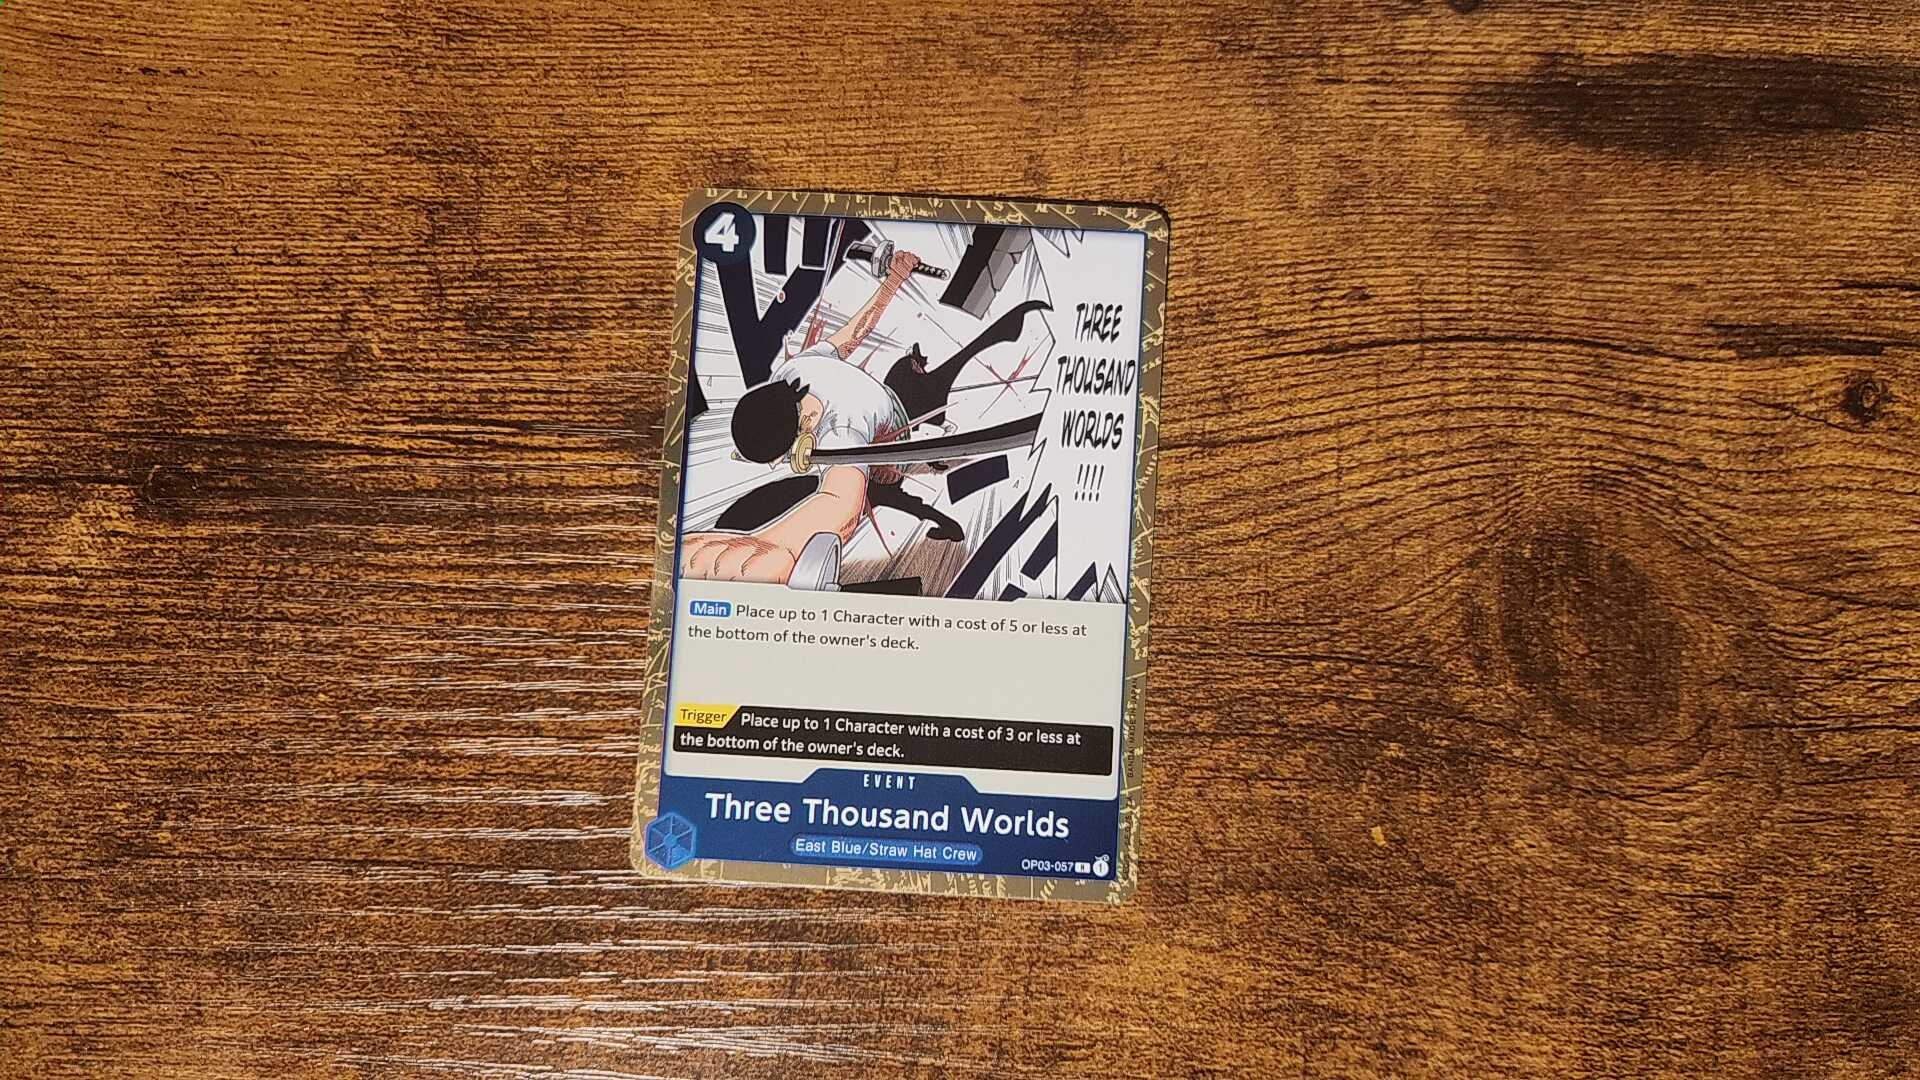 4
THREE
THOUSAND
WORLDS
!!!!
Main Place up to 1 Character with a cost of 5 or less at
the bottom of the owner's deck.
Trigger Place up to 1 Character with a cost of 3 or less at
the bottom of the owner's deck.
EVENT
Three Thousand Worlds
East Blue/Straw Hat Crew
OP03-057 R 1